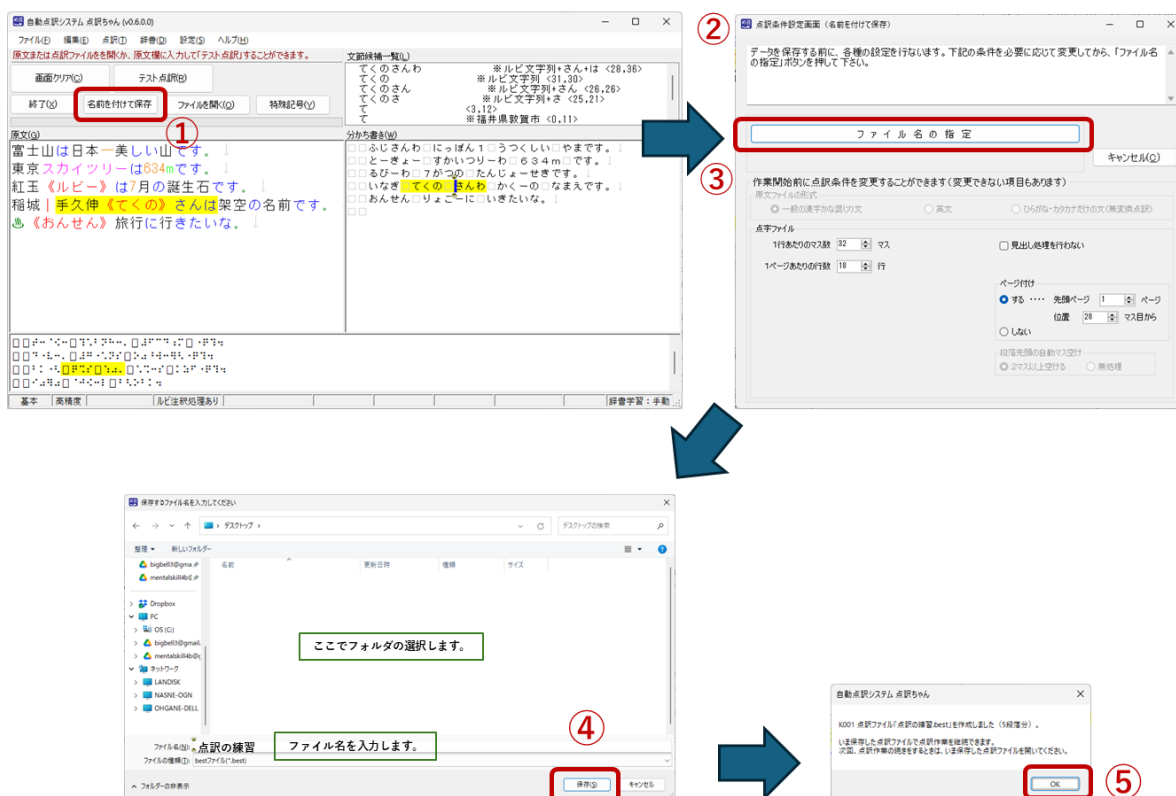 自動点訳システム 点訳ちゃん (v0.6.0.0)
ファイル(F) 編集(E) 点訳(T) 辞書(D) 設定(S) ヘルプ(H)
原文または点訳ファイルをを開くか、原文欄に入力して「テスト点訳」することができます。
画面クリア(C) テスト点訳(R)
終了(X) 名前を付けて保存 ファイルを開く(O) 特殊記号(Y)
①
文節候補一覧(L)
てくのさんわ ※ルビ文字列+さん+は <28,36>
てくの ※ルビ文字列 <31,30>
てくのさん ※ルビ文字列+さん <26,26>
てくのさ ※ルビ文字列+さ <25,21>
て <3,12>
て ※福井県敦賀市 <0,11>
原文(G)
富士山は日本一美しい山です。↓
東京スカイツリーは634mです。↓
紅玉《ルビー》は7月の誕生石です。↓
稲城｜手久伸《てくの》さんは架空の名前です。
♨《おんせん》旅行に行きたいな。↓
分かち書き(W)
□□ふじさんわ□にっぽん1□うつくしい□やまです。↓
□□とーきょー□すかいつりーわ□634m□です。↓
□□るびーわ□7がつの□たんじょーせきです。↓
□□いなぎ□てくの□さんわ□かくーの□なまえです。↓
□□おんせん□りょこーに□いきたいな。↓
□□
基本 高精度 ルビ注釈処理あり 辞書学習：手動
②
点訳条件設定画面（名前を付けて保存）
データを保存する前に、各種の設定を行ないます。下記の条件を必要に応じて変更してから、「ファイル名
の指定」ボタンを押して下さい。
ファイル名の指定
③
キャンセル(C)
作業開始前に点訳条件を変更することができます（変更できない項目もあります）
原文ファイルの形式
一般の漢字かな混じり文 英文 ひらがな・カタカナだけの文（無変換点訳）
点字ファイル
1行あたりのマス数 32 マス
見出し処理を行わない
1ページあたりの行数 18 行
ページ付け
する ‥‥ 先頭ページ 1 ページ
位置 28 マス目から
しない
段落先頭の自動マス空け
2マス以上空ける 無処理
保存するファイル名を入力してください
デスクトップ デスクトップの検索
整理 新しいフォルダー
名前 更新日時 種類 サイズ
bigbell3@gma
mentalskill4b@
Dropbox
PC
OS (C:)
bigbell3@gmail.
mentalskill4b@g
ネットワーク
LANDISK
NASNE-OGN
OHGANE-DELL
ここでフォルダの選択します。
ファイル名(N): 点訳の練習
ファイル名を入力します。
ファイルの種類(T): bestファイル(*.best)
④
フォルダーの非表示 保存(S) キャンセル
自動点訳システム 点訳ちゃん
K001 点訳ファイル「点訳の練習.best」を作成しました（5段落分）。
いま保存した点訳ファイルで点訳作業を継続できます。
次回、点訳作業の続きをするときは、いま保存した点訳ファイルを開いてください。
OK
⑤